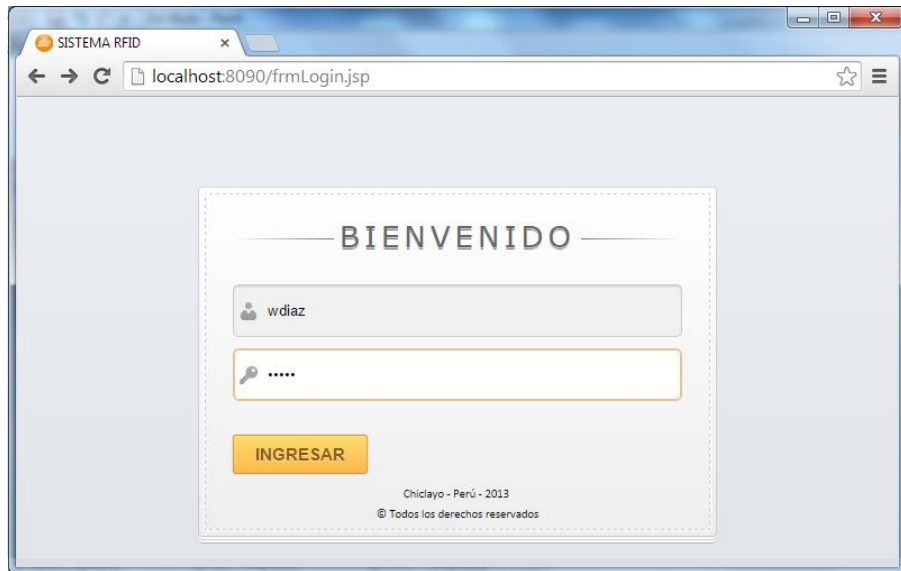 SISTEMA RFID
localhost:8090/frmLogin.jsp
BIENVENIDO
wdiaz
•••••
INGRESAR
Chiclayo - Perú - 2013
© Todos los derechos reservados